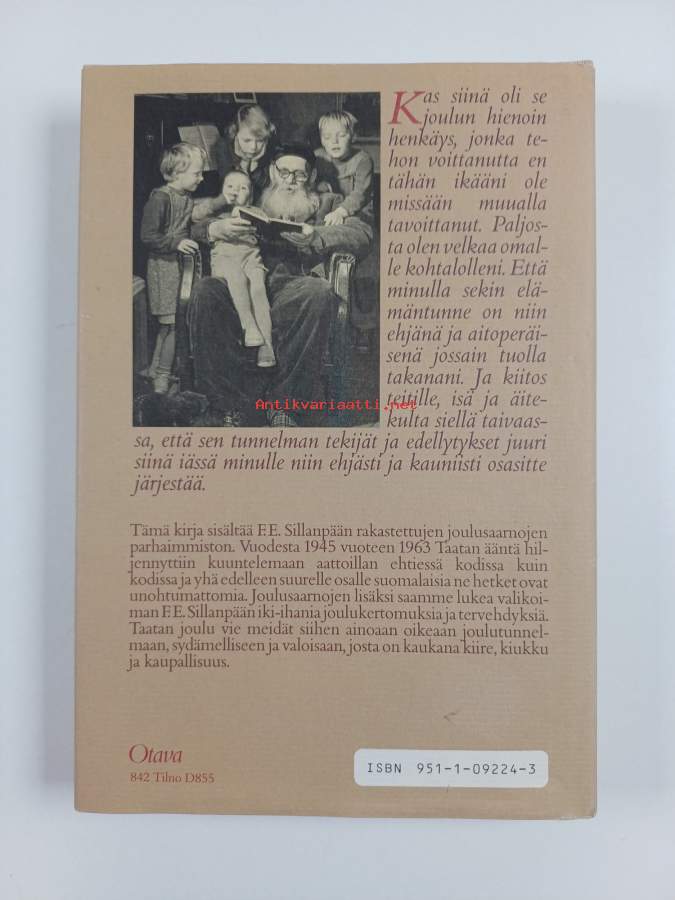 Kas siinä oli se
joulun hienoin
henkäys, jonka te-
hon voittanutta en
tähän ikääni ole
missään muualla
tavoittanut. Paljos-
ta olen velkaa omal-
le kohtalolleni. Että
minulla sekin elä-
mäntunne on niin
ehjänä ja aitoperäi-
senä jossain tuolla
takanani. Ja kiitos
teitille, isä ja äite-
kulta siellä taivaas-
sa, että sen tunnelman tekijät ja edellytykset juuri
siinä iässä minulle niin ehjästi ja kauniisti osasitte
järjestää.
Antikvariaatti.net
Tämä kirja sisältää F.E. Sillanpään rakastettujen joulusaarnojen
parhaimmiston. Vuodesta 1945 vuoteen 1963 Taatan ääntä hil-
jennyttiin kuuntelemaan aattoillan ehtiessä kodissa kuin
kodissa ja yhä edelleen suurelle osalle suomalaisia ne hetket ovat
unohtumattomia. Joulusaarnojen lisäksi saamme lukea valikoi-
man F.E. Sillanpään iki-ihania joulukertomuksia ja tervehdyksiä.
Taatan joulu vie meidät siihen ainoaan oikeaan joulutunnel-
maan, sydämelliseen ja valoisaan, josta on kaukana kiire, kiukku
ja kaupallisuus.
Otava
842 Tilno D855
ISBN 951-1-09224-3